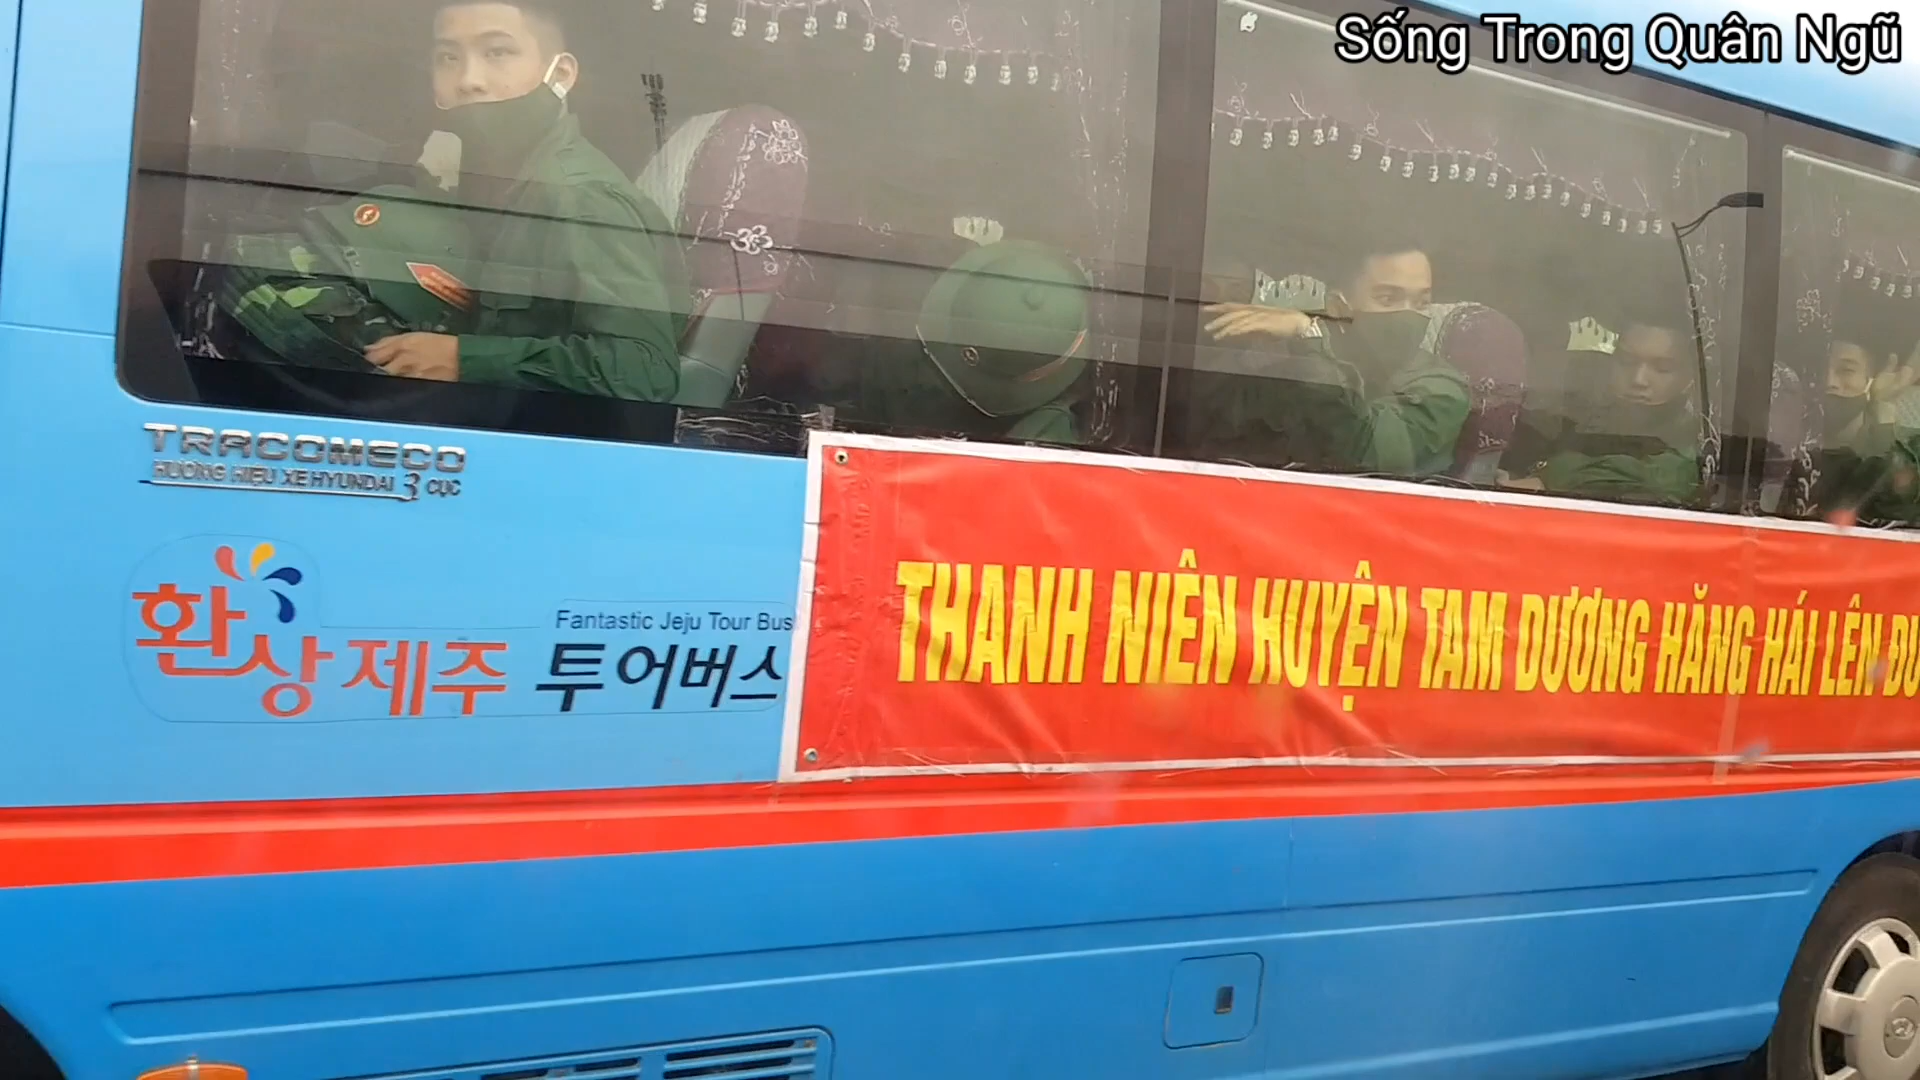 Sống Trong Quân Ngũ
TRACOMECO
HƯƠNG HIỆU XE HYUNDAI 3 CỤC
Fantastic Jeju Tour Bus
환상제주 투어버스
THANH NIÊN HUYỆN TAM DƯƠNG HĂNG HÁI LÊN ĐƯ